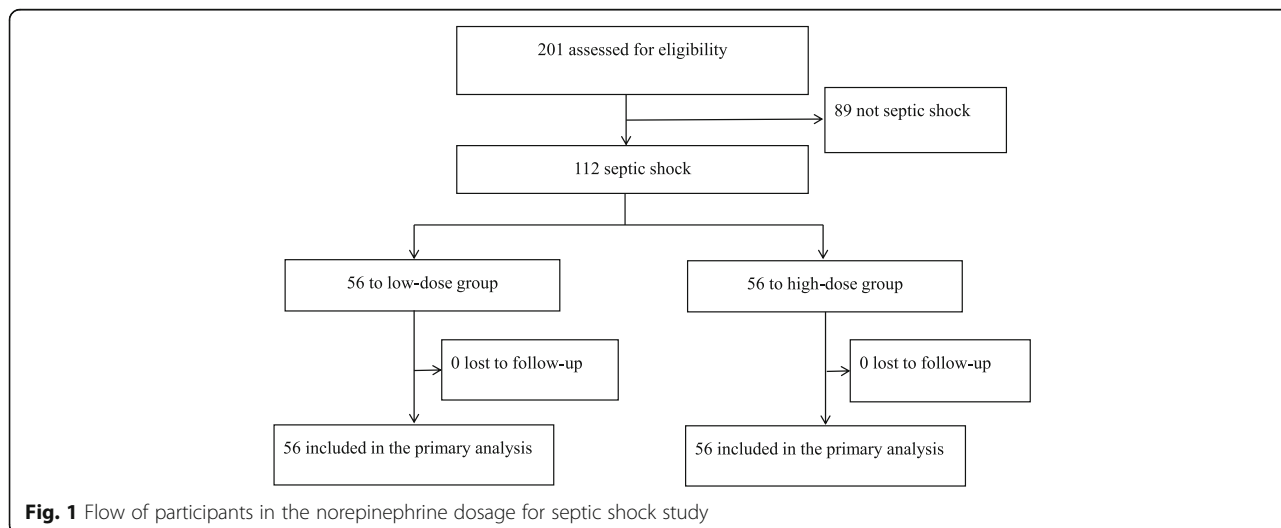 201 assessed for eligibility
89 not septic shock
112 septic shock
56 to low-dose group
56 to high-dose group
0 lost to follow-up
0 lost to follow-up
56 included in the primary analysis
56 included in the primary analysis
Fig. 1 Flow of participants in the norepinephrine dosage for septic shock study